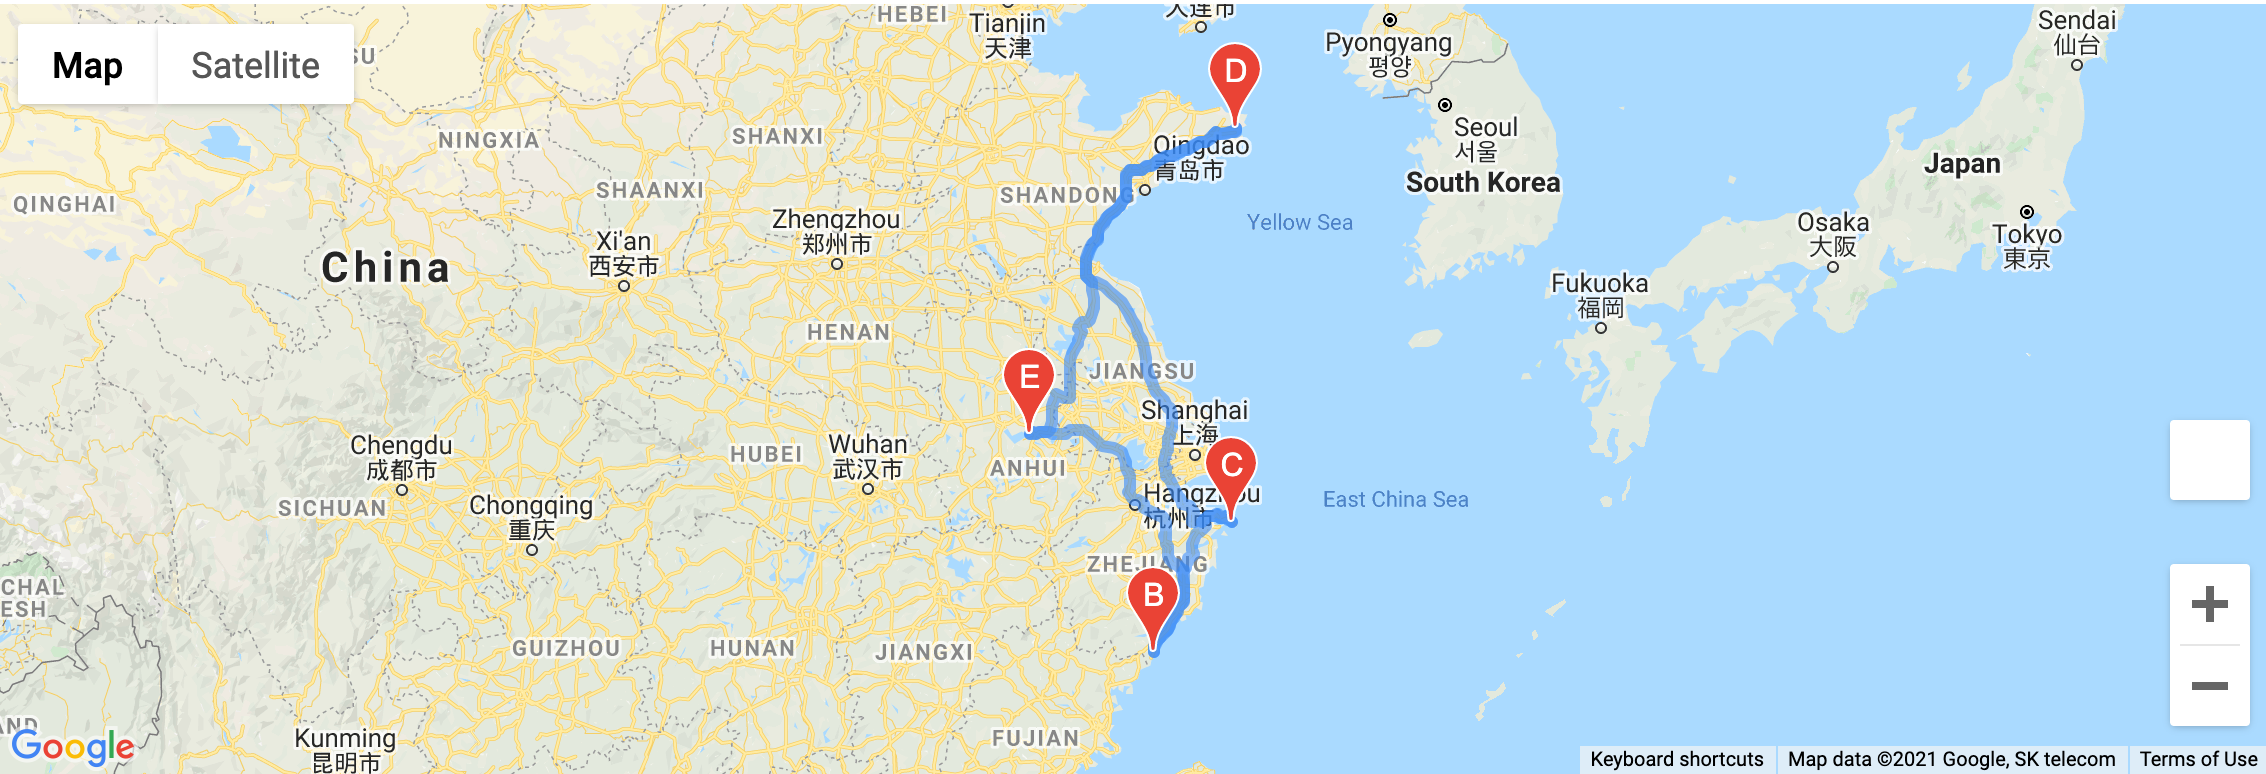 HEBEI
Tianjin
天津
大连市
Pyongyang
평양
Sendai
仙台
Map
Satellite
SU
D
NINGXIA
SHANXI
Qingdao
青岛市
Seoul
서울
South Korea
Japan
QINGHAI
SHAANXI
SHANDONG
Zhengzhou
郑州市
Yellow Sea
Osaka
大阪
Tokyo
東京
China
Xi'an
西安市
Fukuoka
福岡
HENAN
E
JIANGSU
Shanghai
上海
Chengdu
成都市
HUBEI
Wuhan
武汉市
ANHUI
C
SICHUAN
Chongqing
重庆
Hangzhou
杭州市
East China Sea
ZHEJIANG
CHAL
ESH
B
GUIZHOU
HUNAN
JIANGXI
AND
Google
Kunming
昆明市
FUJIAN
Keyboard shortcuts
Map data ©2021 Google, SK telecom
Terms of Use